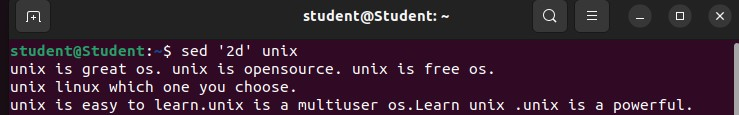 student@Student: ~
student@Student:~$ sed '2d' unix
unix is great os. unix is opensource. unix is free os.
unix linux which one you choose.
unix is easy to learn.unix is a multiuser os.Learn unix .unix is a powerful.